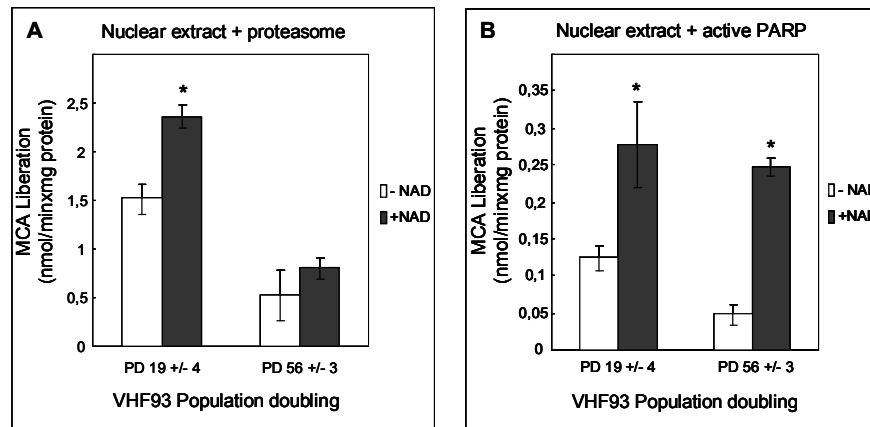 A
Nuclear extract + proteasome
MCA Liberation
(nmol/minxmg protein)
2,5
2
1,5
1
0,5
0
*
- NAD
+NAD
PD 19 +/- 4
PD 56 +/- 3
VHF93 Population doubling
B
Nuclear extract + active PARP
MCA Liberation
(nmol/minxmg protein)
0,35
0,3
0,25
0,2
0,15
0,1
0,05
0
*
*
- NAD
+NAD
PD 19 +/- 4
PD 56 +/- 3
VHF93 Population doubling